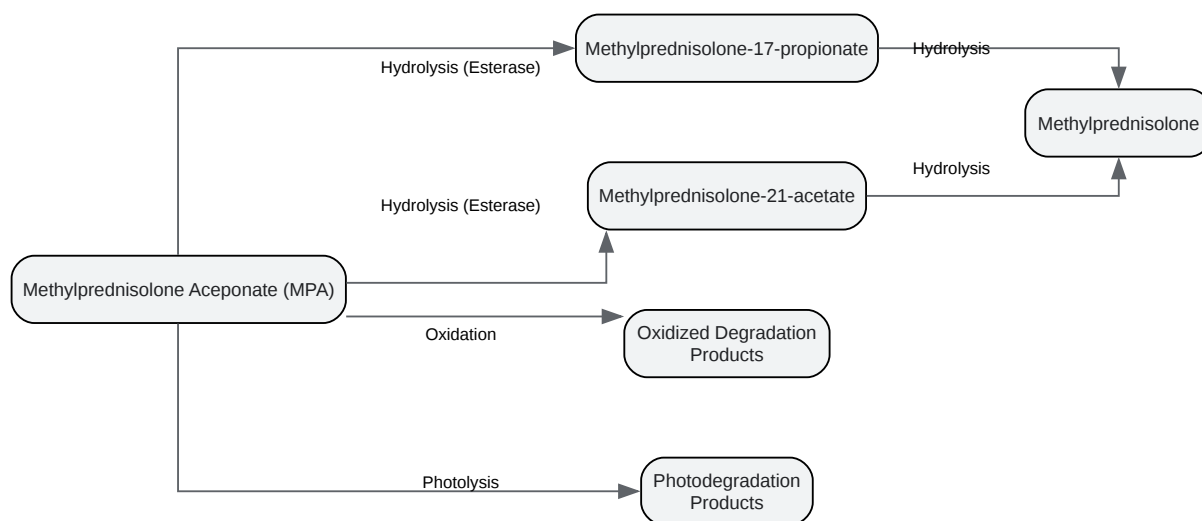 Methylprednisolone-17-propionate
Hydrolysis
Hydrolysis (Esterase)
Methylprednisolone
Methylprednisolone-21-acetate
Hydrolysis
Hydrolysis (Esterase)
Methylprednisolone Aceponate (MPA)
Oxidation
Oxidized Degradation
Products
Photolysis
Photodegradation
Products